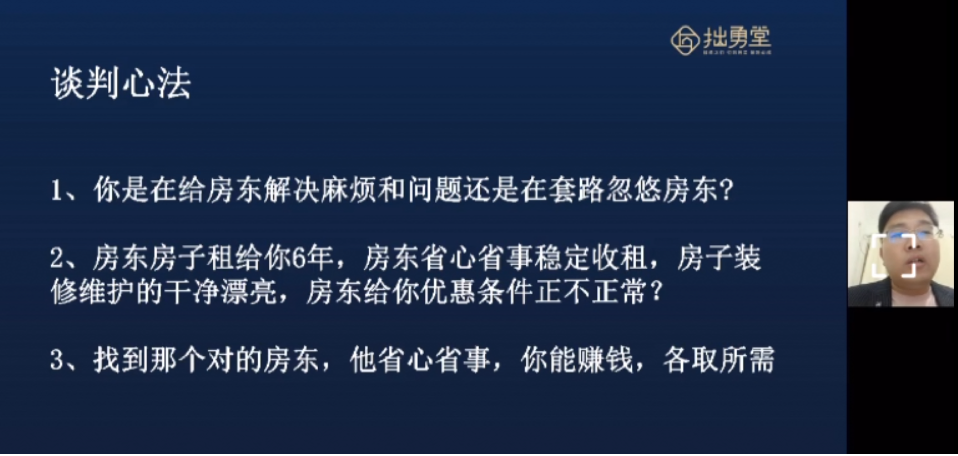 拙勇堂
谈判心法
1、你是在给房东解决麻烦和问题还是在套路忽悠房东？
2、房东房子租给你6年，房东省心省事稳定收租，房子装
修维护的干净漂亮，房东给你优惠条件正不正常？
3、找到那个对的房东，他省心省事，你能赚钱，各取所需